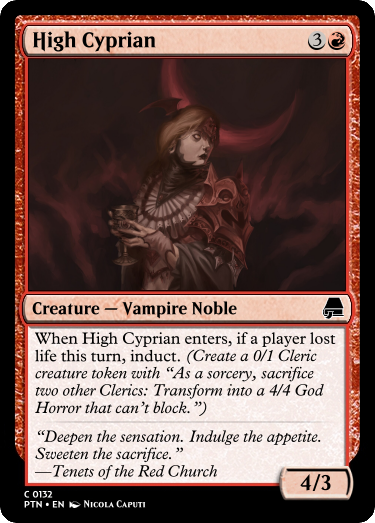 High Cyprian
3
Creature — Vampire Noble
When High Cyprian enters, if a player lost
life this turn, induct. (Create a 0/1 Cleric
creature token with “As a sorcery, sacrifice
two other Clerics: Transform into a 4/4 God
Horror that can’t block.”)
“Deepen the sensation. Indulge the appetite.
Sweeten the sacrifice.”
—Tenets of the Red Church
4/3
C 0132
PTN • EN Nicola Caputi